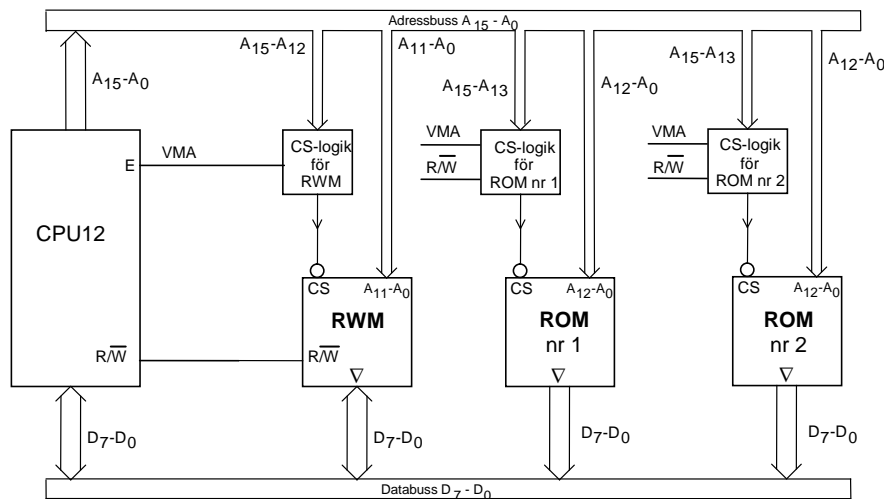 Adressbuss A15 - A0
A15-A0
A15-A12
A11-A0
A15-A13
A12-A0
A15-A13
A12-A0
E
VMA
CS-logik
för
RWM
VMA
R/W̅
CS-logik
för
ROM nr 1
VMA
R/W̅
CS-logik
för
ROM nr 2
CPU12
CS
A11-A0
RWM
R/W̅
R/W̅
∇
CS
A12-A0
ROM
nr 1
∇
CS
A12-A0
ROM
nr 2
∇
D7-D0
D7-D0
D7-D0
D7-D0
Databuss D7 - D0